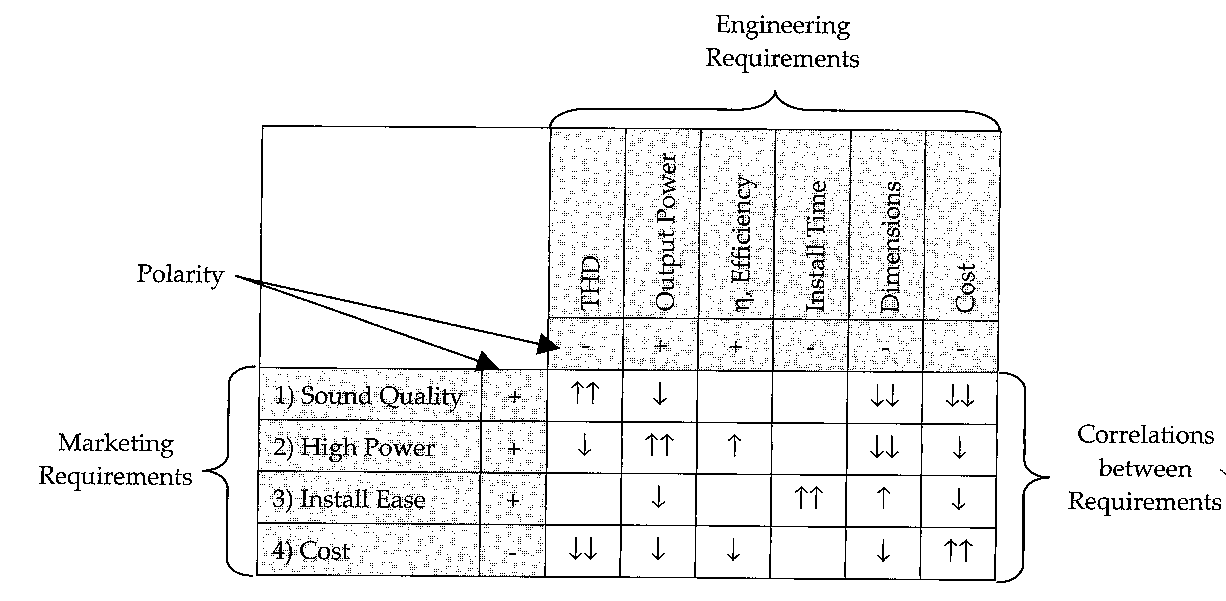 Engineering
Requirements
THD
Output Power
η, Efficiency
Install Time
Dimensions
Cost
Polarity
- + + - - -
1) Sound Quality + ↑↑ ↓ ↓↓ ↓↓
2) High Power + ↓ ↑↑ ↑ ↓↓ ↓
3) Install Ease + ↓ ↑↑ ↑ ↓
4) Cost - ↓↓ ↓ ↓ ↓ ↑↑
Marketing
Requirements
Correlations
between
Requirements